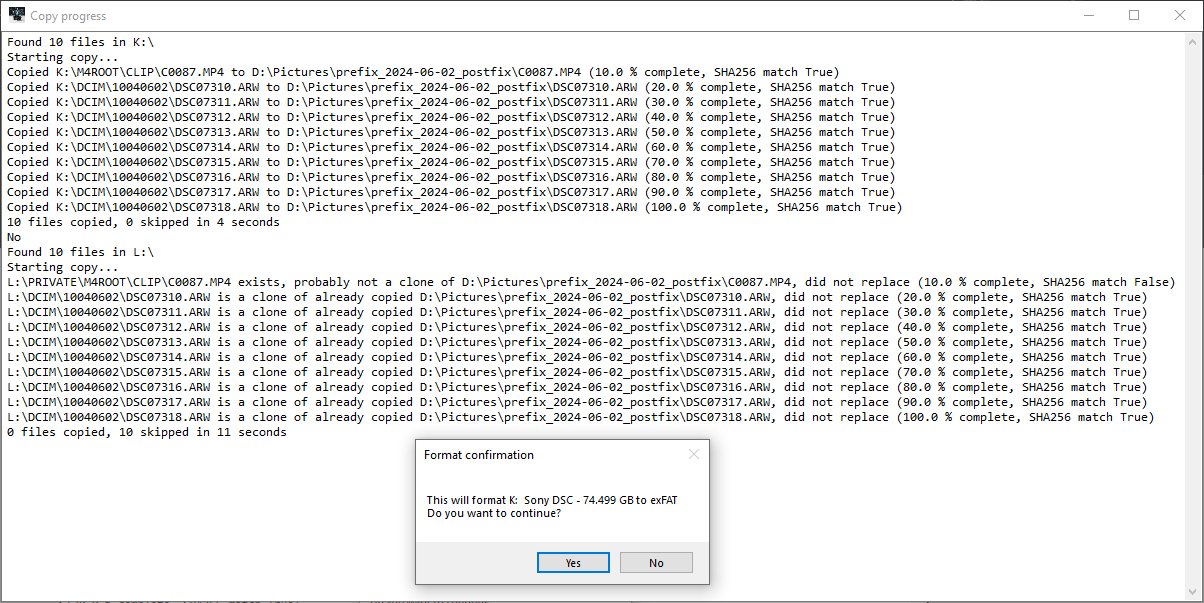 Copy progress
Found 10 files in K:\
Starting copy...
Copied K:\M4ROOT\CLIP\C0087.MP4 to D:\Pictures\prefix_2024-06-02_postfix\C0087.MP4 (10.0 % complete, SHA256 match True)
Copied K:\DCIM\10040602\DSC07310.ARW to D:\Pictures\prefix_2024-06-02_postfix\DSC07310.ARW (20.0 % complete, SHA256 match True)
Copied K:\DCIM\10040602\DSC07311.ARW to D:\Pictures\prefix_2024-06-02_postfix\DSC07311.ARW (30.0 % complete, SHA256 match True)
Copied K:\DCIM\10040602\DSC07312.ARW to D:\Pictures\prefix_2024-06-02_postfix\DSC07312.ARW (40.0 % complete, SHA256 match True)
Copied K:\DCIM\10040602\DSC07313.ARW to D:\Pictures\prefix_2024-06-02_postfix\DSC07313.ARW (50.0 % complete, SHA256 match True)
Copied K:\DCIM\10040602\DSC07314.ARW to D:\Pictures\prefix_2024-06-02_postfix\DSC07314.ARW (60.0 % complete, SHA256 match True)
Copied K:\DCIM\10040602\DSC07315.ARW to D:\Pictures\prefix_2024-06-02_postfix\DSC07315.ARW (70.0 % complete, SHA256 match True)
Copied K:\DCIM\10040602\DSC07316.ARW to D:\Pictures\prefix_2024-06-02_postfix\DSC07316.ARW (80.0 % complete, SHA256 match True)
Copied K:\DCIM\10040602\DSC07317.ARW to D:\Pictures\prefix_2024-06-02_postfix\DSC07317.ARW (90.0 % complete, SHA256 match True)
Copied K:\DCIM\10040602\DSC07318.ARW to D:\Pictures\prefix_2024-06-02_postfix\DSC07318.ARW (100.0 % complete, SHA256 match True)
10 files copied, 0 skipped in 4 seconds
No
Found 10 files in L:\
Starting copy...
L:\PRIVATE\M4ROOT\CLIP\C0087.MP4 exists, probably not a clone of D:\Pictures\prefix_2024-06-02_postfix\C0087.MP4, did not replace (10.0 % complete, SHA256 match False)
L:\DCIM\10040602\DSC07310.ARW is a clone of already copied D:\Pictures\prefix_2024-06-02_postfix\DSC07310.ARW, did not replace (20.0 % complete, SHA256 match True)
L:\DCIM\10040602\DSC07311.ARW is a clone of already copied D:\Pictures\prefix_2024-06-02_postfix\DSC07311.ARW, did not replace (30.0 % complete, SHA256 match True)
L:\DCIM\10040602\DSC07312.ARW is a clone of already copied D:\Pictures\prefix_2024-06-02_postfix\DSC07312.ARW, did not replace (40.0 % complete, SHA256 match True)
L:\DCIM\10040602\DSC07313.ARW is a clone of already copied D:\Pictures\prefix_2024-06-02_postfix\DSC07313.ARW, did not replace (50.0 % complete, SHA256 match True)
L:\DCIM\10040602\DSC07314.ARW is a clone of already copied D:\Pictures\prefix_2024-06-02_postfix\DSC07314.ARW, did not replace (60.0 % complete, SHA256 match True)
L:\DCIM\10040602\DSC07315.ARW is a clone of already copied D:\Pictures\prefix_2024-06-02_postfix\DSC07315.ARW, did not replace (70.0 % complete, SHA256 match True)
L:\DCIM\10040602\DSC07316.ARW is a clone of already copied D:\Pictures\prefix_2024-06-02_postfix\DSC07316.ARW, did not replace (80.0 % complete, SHA256 match True)
L:\DCIM\10040602\DSC07317.ARW is a clone of already copied D:\Pictures\prefix_2024-06-02_postfix\DSC07317.ARW, did not replace (90.0 % complete, SHA256 match True)
L:\DCIM\10040602\DSC07318.ARW is a clone of already copied D:\Pictures\prefix_2024-06-02_postfix\DSC07318.ARW, did not replace (100.0 % complete, SHA256 match True)
0 files copied, 10 skipped in 11 seconds
Format confirmation
This will format K:  Sony DSC - 74.499 GB to exFAT
Do you want to continue?
Yes
No